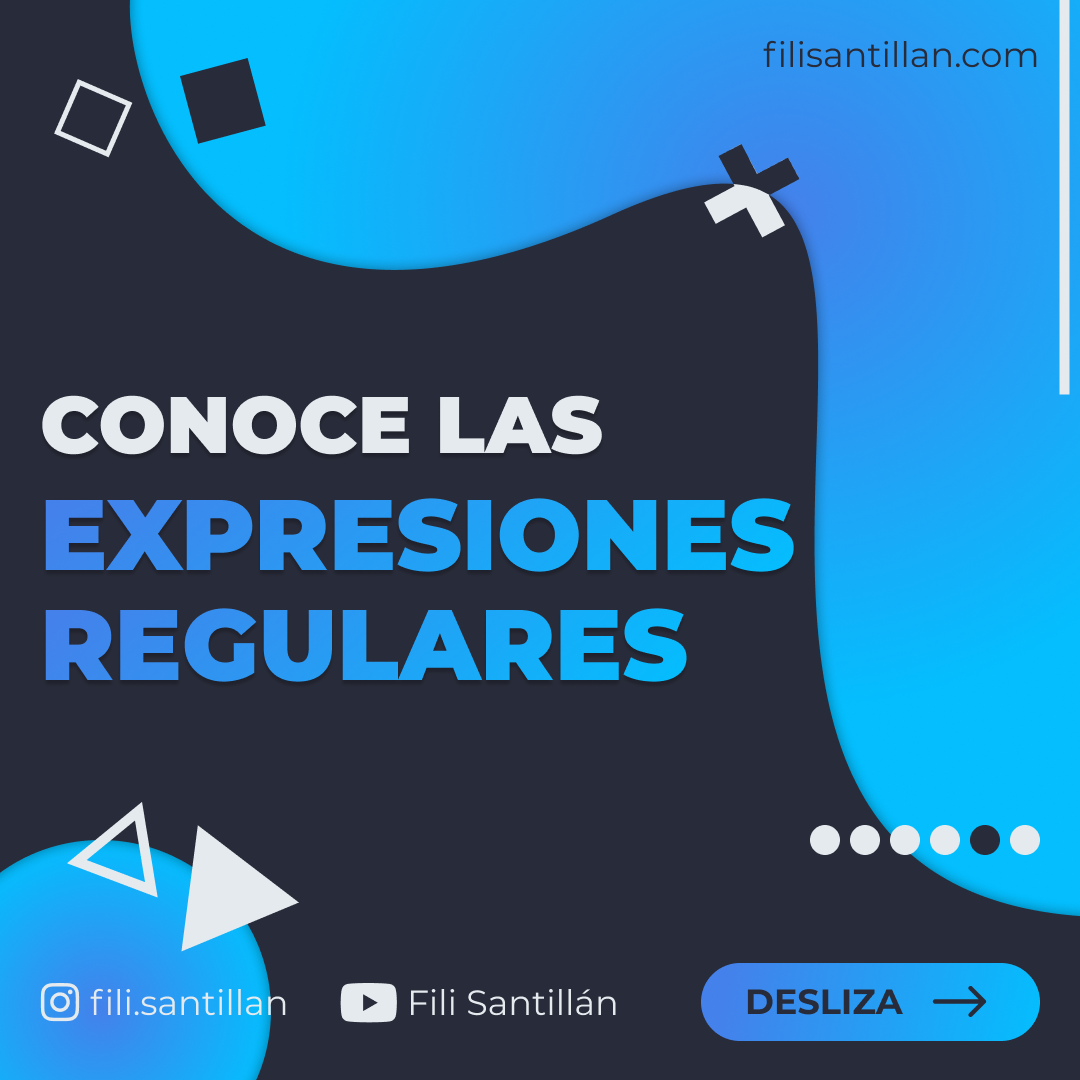 filisantillan.com
CONOCE LAS
EXPRESIONES
REGULARES
fili.santillan
Fili Santillán
DESLIZA